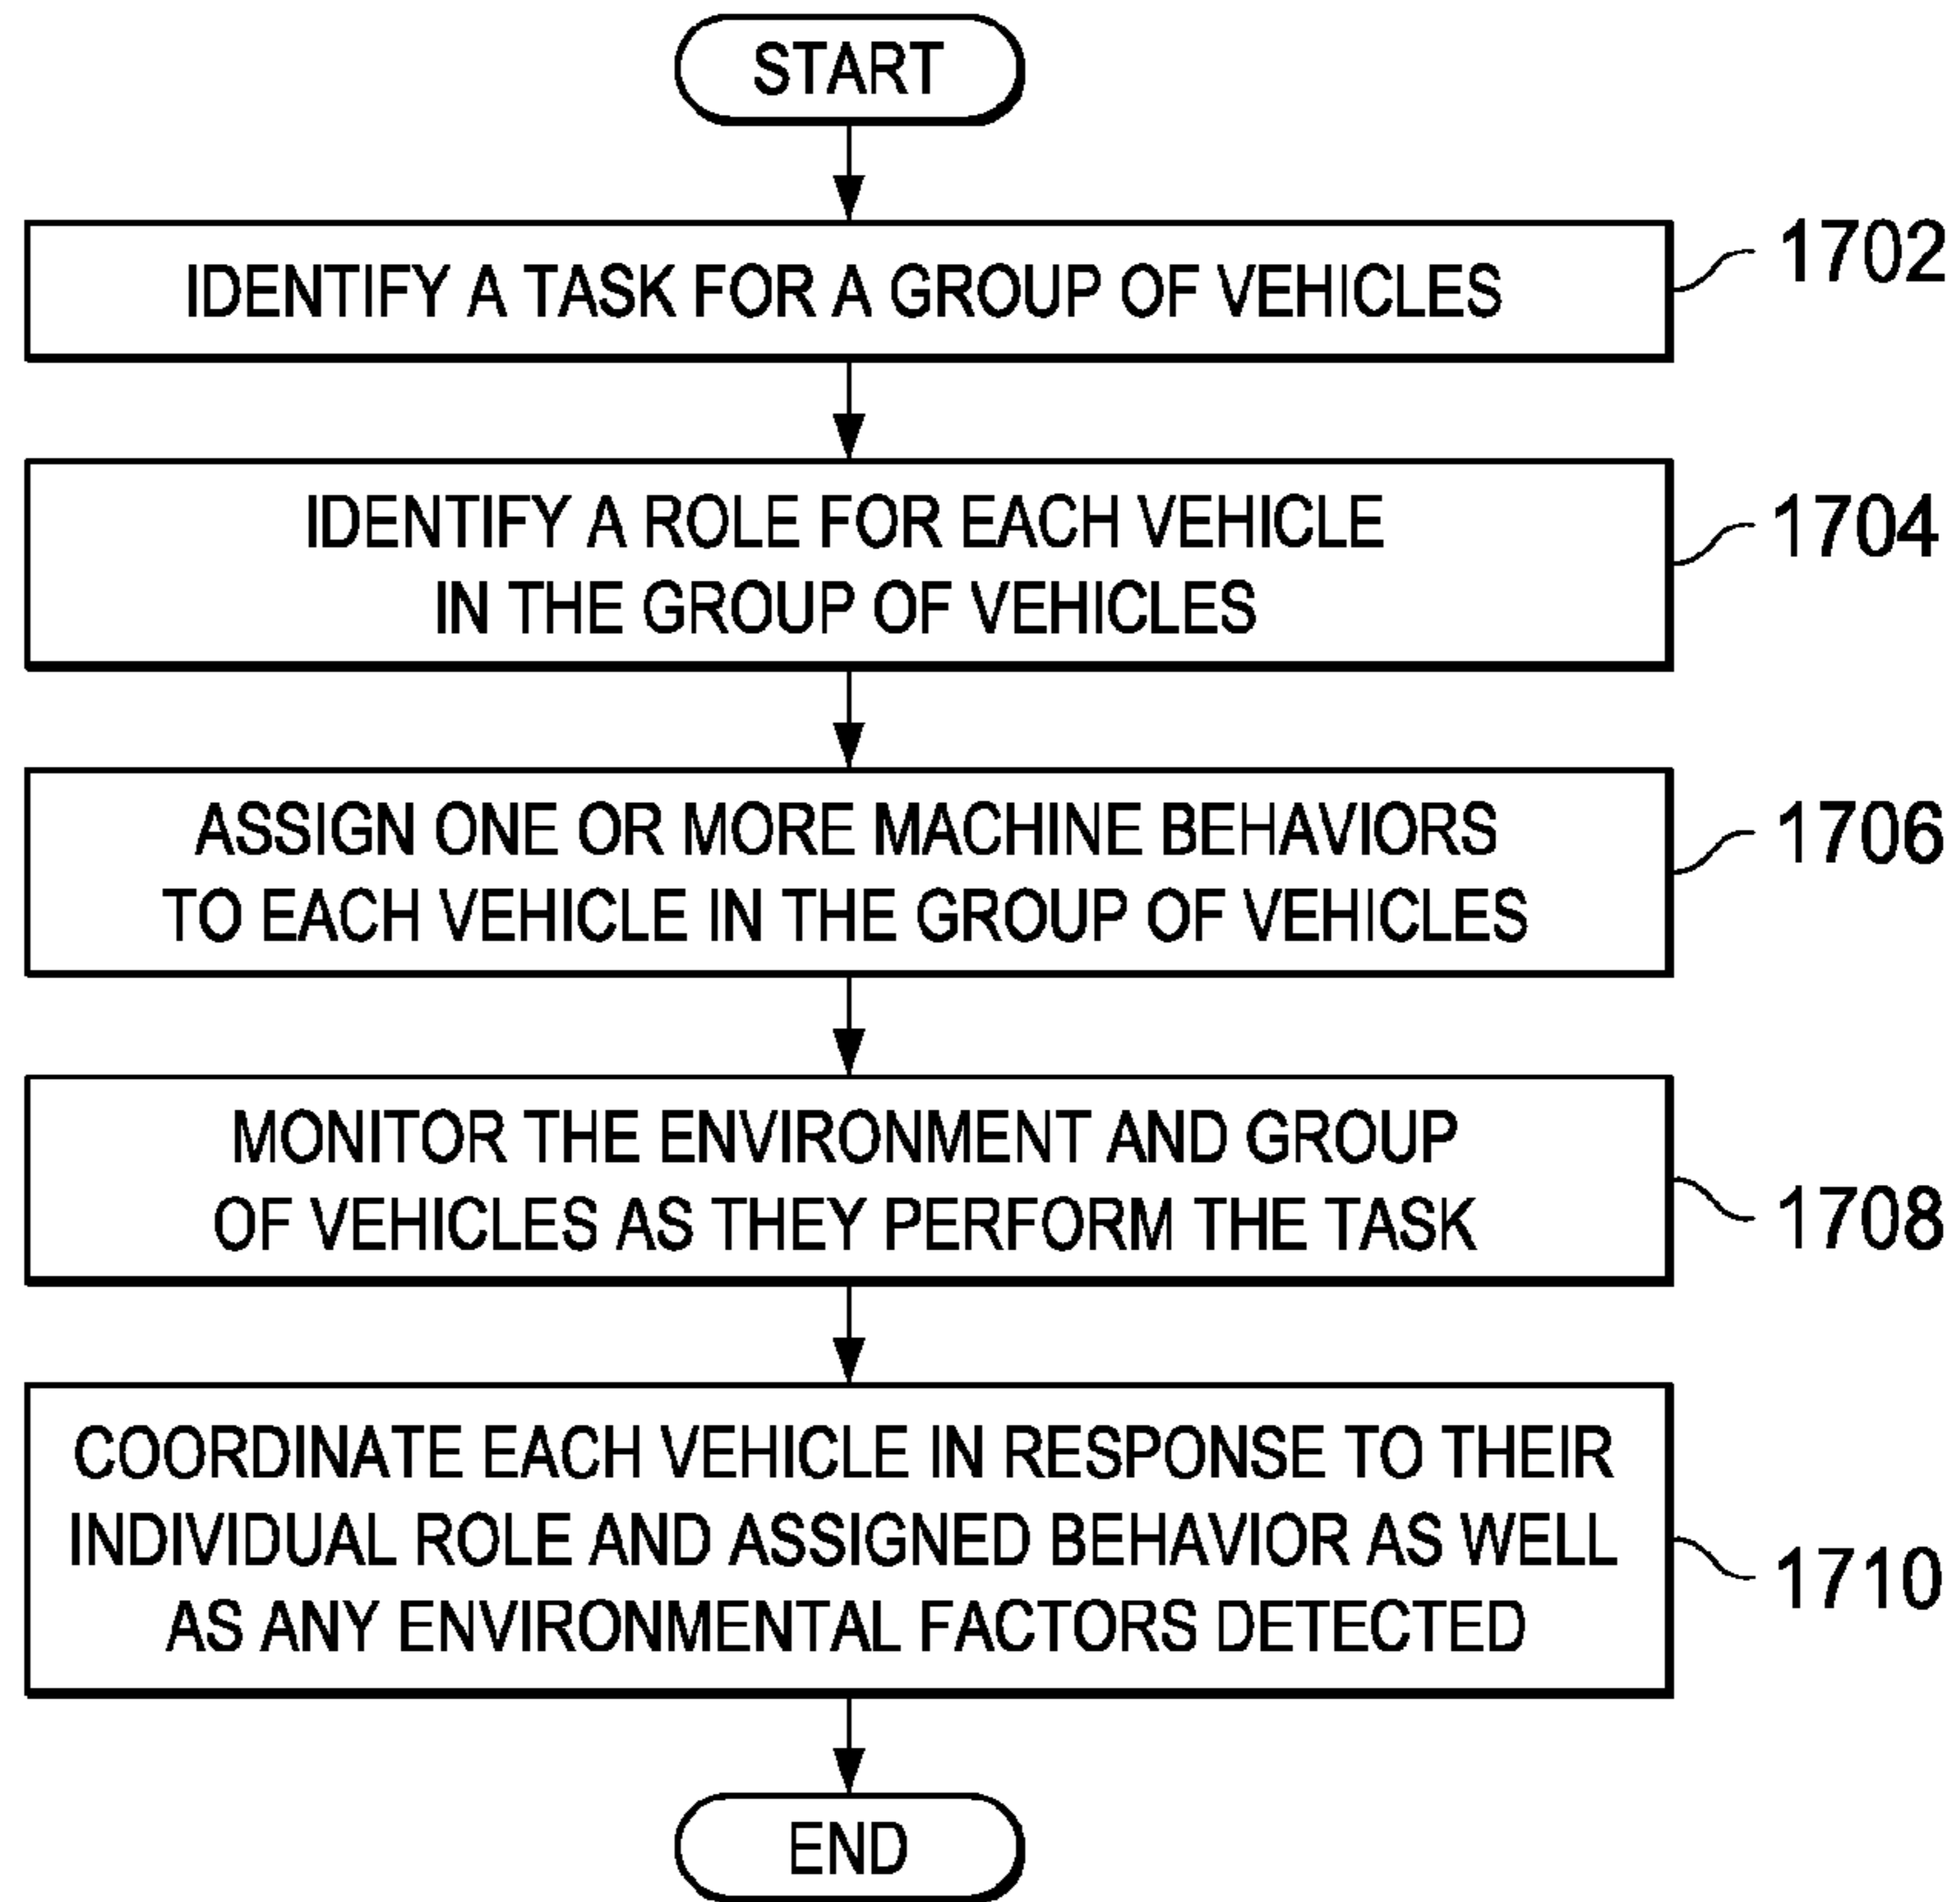 START
IDENTIFY A TASK FOR A GROUP OF VEHICLES
1702
IDENTIFY A ROLE FOR EACH VEHICLE
IN THE GROUP OF VEHICLES
1704
ASSIGN ONE OR MORE MACHINE BEHAVIORS
TO EACH VEHICLE IN THE GROUP OF VEHICLES
1706
MONITOR THE ENVIRONMENT AND GROUP
OF VEHICLES AS THEY PERFORM THE TASK
1708
COORDINATE EACH VEHICLE IN RESPONSE TO THEIR
INDIVIDUAL ROLE AND ASSIGNED BEHAVIOR AS WELL
AS ANY ENVIRONMENTAL FACTORS DETECTED
1710
END